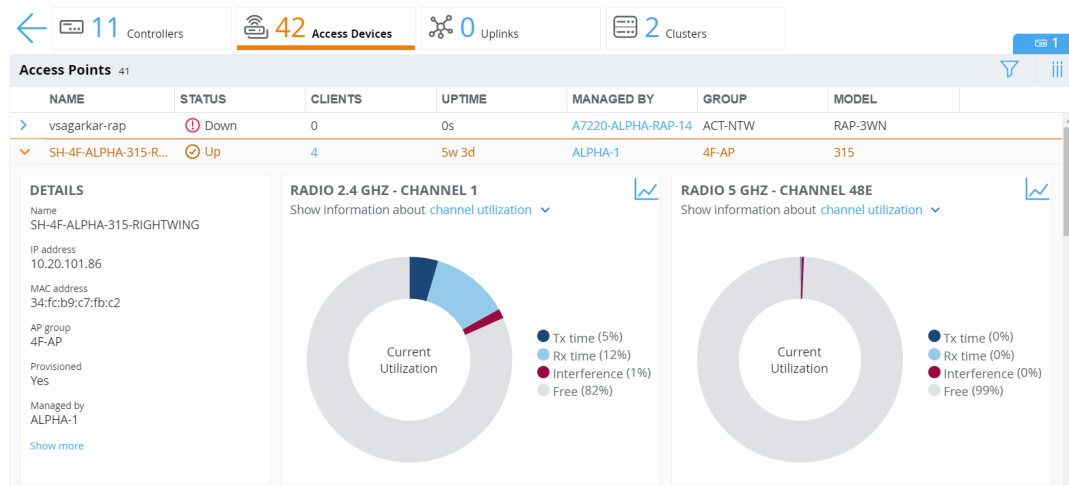 11 Controllers
42 Access Devices
0 Uplinks
2 Clusters
1
Access Points 41
NAME STATUS CLIENTS UPTIME MANAGED BY GROUP MODEL
vsagarkar-rap Down 0 0s A7220-ALPHA-RAP-14 ACT-NTW RAP-3WN
SH-4F-ALPHA-315-R... Up 4 5w 3d ALPHA-1 4F-AP 315
DETAILS
Name
SH-4F-ALPHA-315-RIGHTWING
IP address
10.20.101.86
MAC address
34:fc:b9:c7:fb:c2
AP group
4F-AP
Provisioned
Yes
Managed by
ALPHA-1
Show more
RADIO 2.4 GHZ - CHANNEL 1
Show information about channel utilization
Current
Utilization
Tx time (5%)
Rx time (12%)
Interference (1%)
Free (82%)
RADIO 5 GHZ - CHANNEL 48E
Show information about channel utilization
Current
Utilization
Tx time (0%)
Rx time (0%)
Interference (0%)
Free (99%)